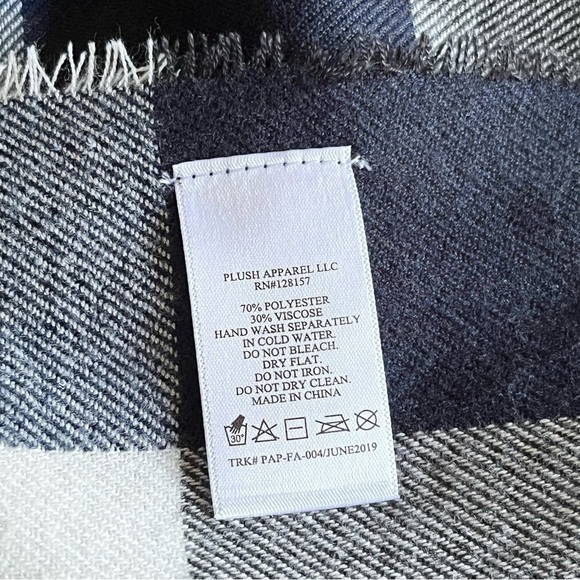 PLUSH APPAREL LLC
RN#128157
70% POLYESTER
30% VISCOSE
HAND WASH SEPARATELY
IN COLD WATER.
DO NOT BLEACH.
DRY FLAT.
DO NOT IRON.
DO NOT DRY CLEAN.
MADE IN CHINA
30°
TRK# PAP-FA-004/JUNE2019